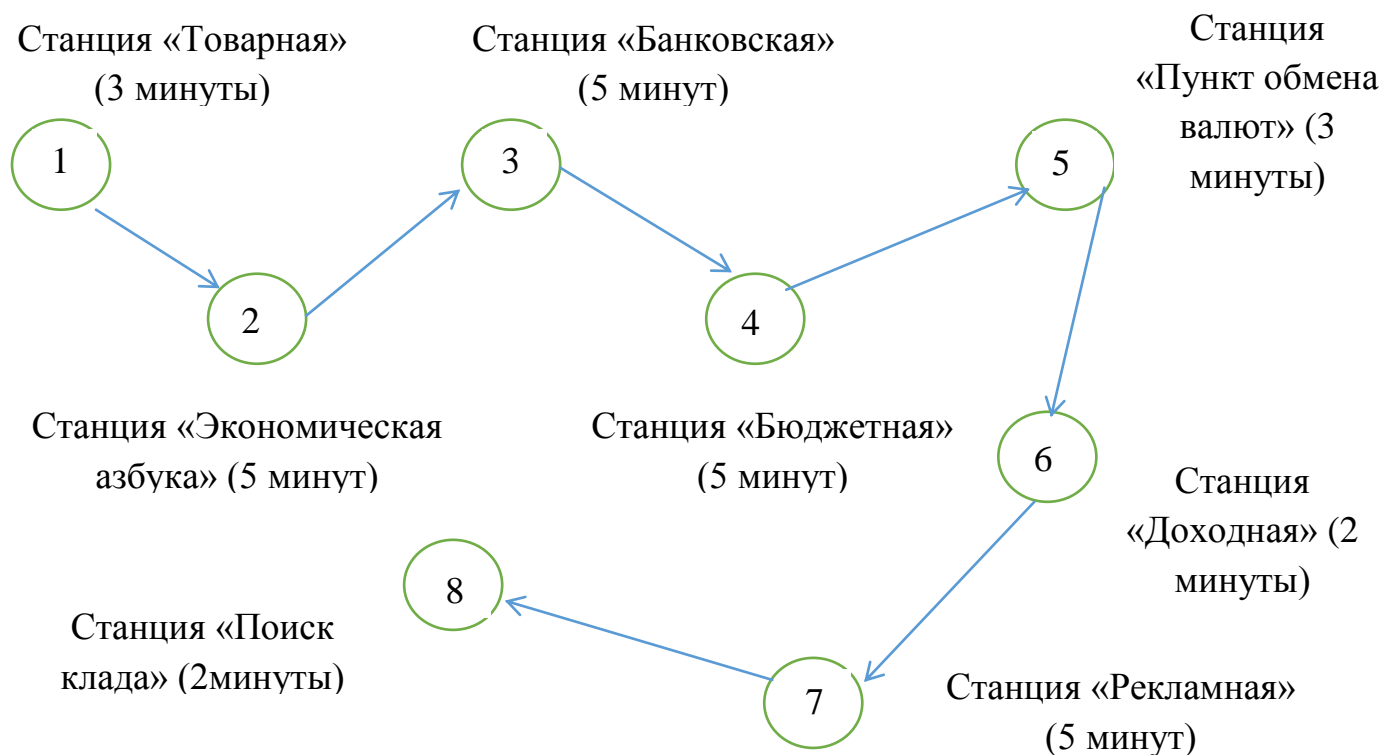 Станция «Товарная»
(3 минуты)
1
Станция «Экономическая
азбука» (5 минут)
2
Станция «Банковская»
(5 минут)
3
Станция «Бюджетная»
(5 минут)
4
Станция
«Пункт обмена
валют» (3
минуты)
5
Станция
«Доходная» (2
минуты)
6
Станция «Рекламная»
(5 минут)
7
Станция «Поиск
клада» (2минуты)
8